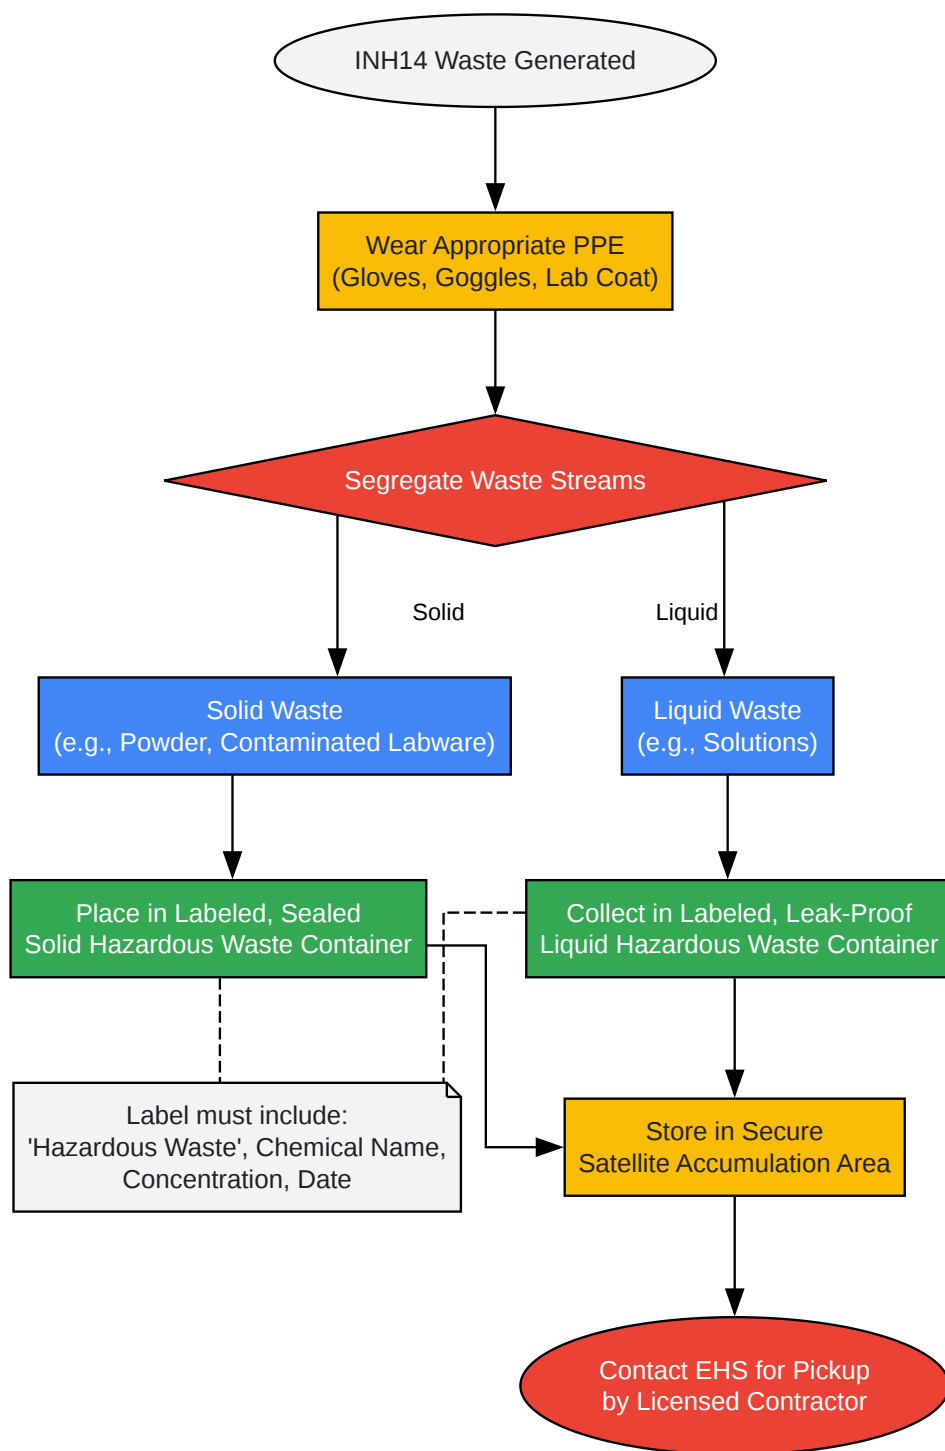 INH14 Waste Generated
Wear Appropriate PPE
(Gloves, Goggles, Lab Coat)
Segregate Waste Streams
Solid
Liquid
Solid Waste
(e.g., Powder, Contaminated Labware)
Liquid Waste
(e.g., Solutions)
Place in Labeled, Sealed
Solid Hazardous Waste Container
Collect in Labeled, Leak-Proof
Liquid Hazardous Waste Container
Label must include:
'Hazardous Waste', Chemical Name,
Concentration, Date
Store in Secure
Satellite Accumulation Area
Contact EHS for Pickup
by Licensed Contractor